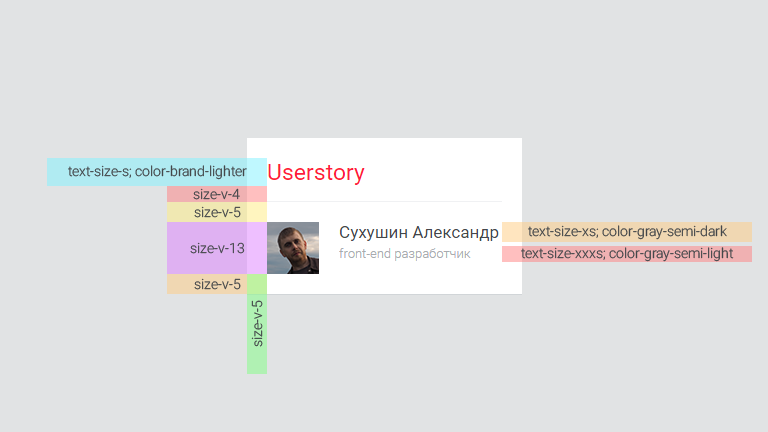 text-size-s; color-brand-lighter
Userstory
size-v-4
size-v-5
size-v-13
Сухушин Александр
text-size-xs; color-gray-semi-dark
front-end разработчик
text-size-xxxs; color-gray-semi-light
size-v-5
size-v-5